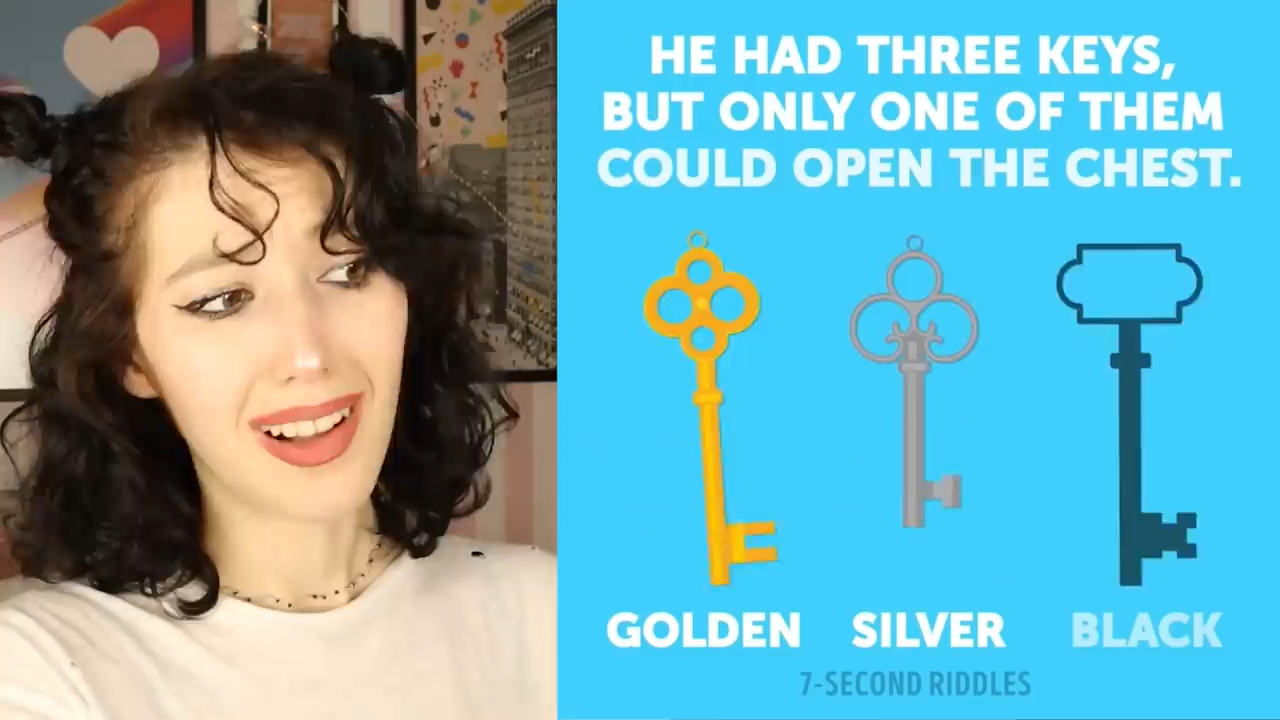 HE HAD THREE KEYS,
BUT ONLY ONE OF THEM
COULD OPEN THE CHEST.
GOLDEN SILVER BLACK
7-SECOND RIDDLES